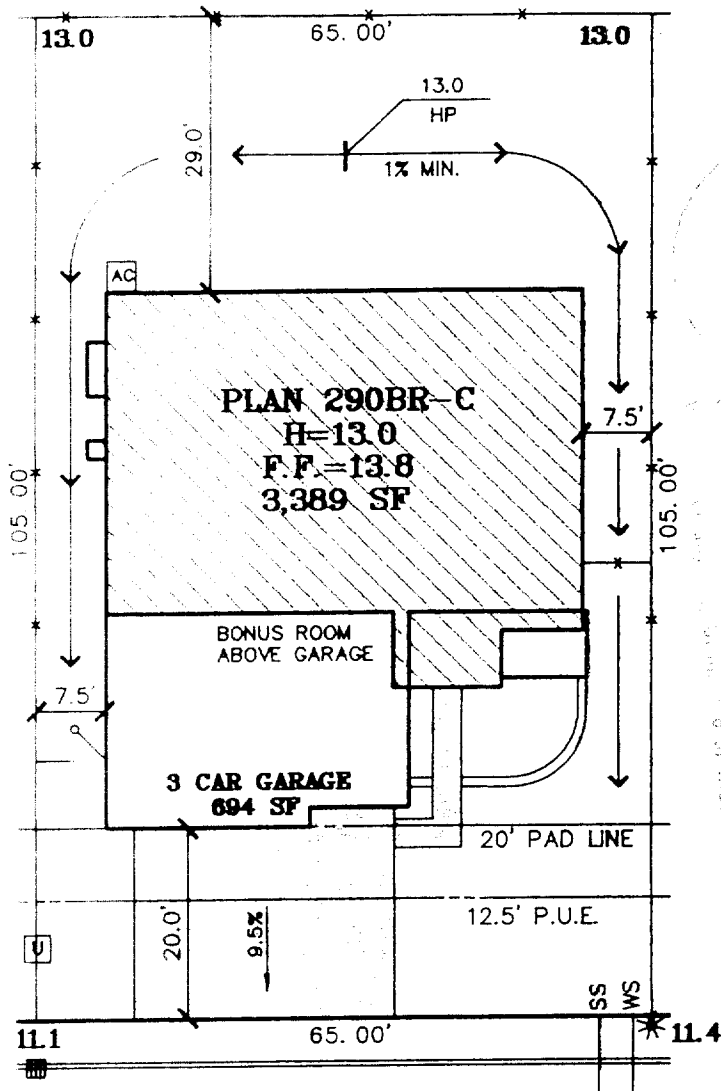 65.00'
13.0
13.0
13.0
HP
29.0'
1% MIN.
AC
PLAN 290BR-C
H=13.0
F.F.=13.8
3,389 SF
7.5'
105.00'
105.00'
BONUS ROOM
ABOVE GARAGE
7.5'
3 CAR GARAGE
694 SF
20' PAD LINE
12.5' P.U.E.
20.0'
9.5%
U
SS
WS
11.1
65.00'
11.4